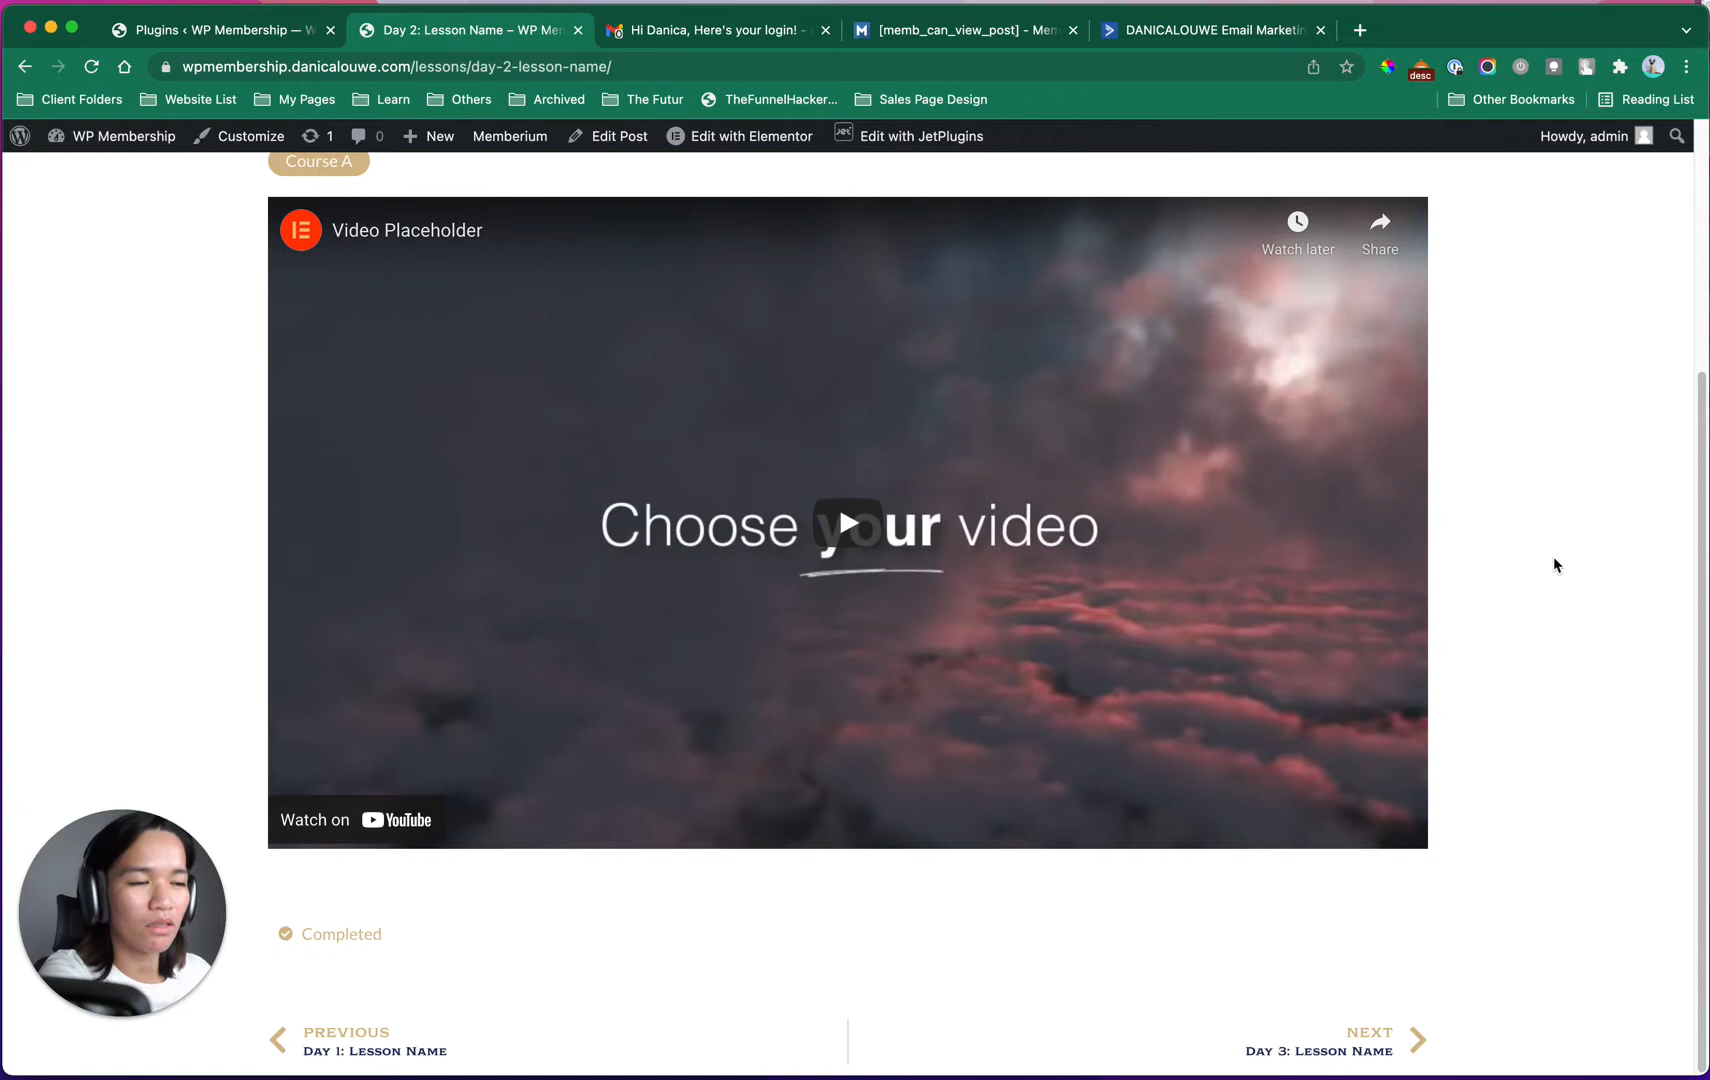 Plugins ‹ WP Membership — W
Day 2: Lesson Name – WP Mem
Hi Danica, Here's your login! -
[memb_can_view_post] - Mem
DANICALOUWE Email Marketin
wpmembership.danicalouwe.com/lessons/day-2-lesson-name/
desc
Client Folders
Website List
My Pages
Learn
Others
Archived
The Futur
TheFunnelHacker...
Sales Page Design
Other Bookmarks
Reading List
WP Membership
Customize
1
0
New
Memberium
Edit Post
Edit with Elementor
Jet
Edit with JetPlugins
Howdy, admin
Course A
Video Placeholder
Watch later
Share
Choose your video
Watch on YouTube
Completed
PREVIOUS
Day 1: Lesson Name
NEXT
Day 3: Lesson Name